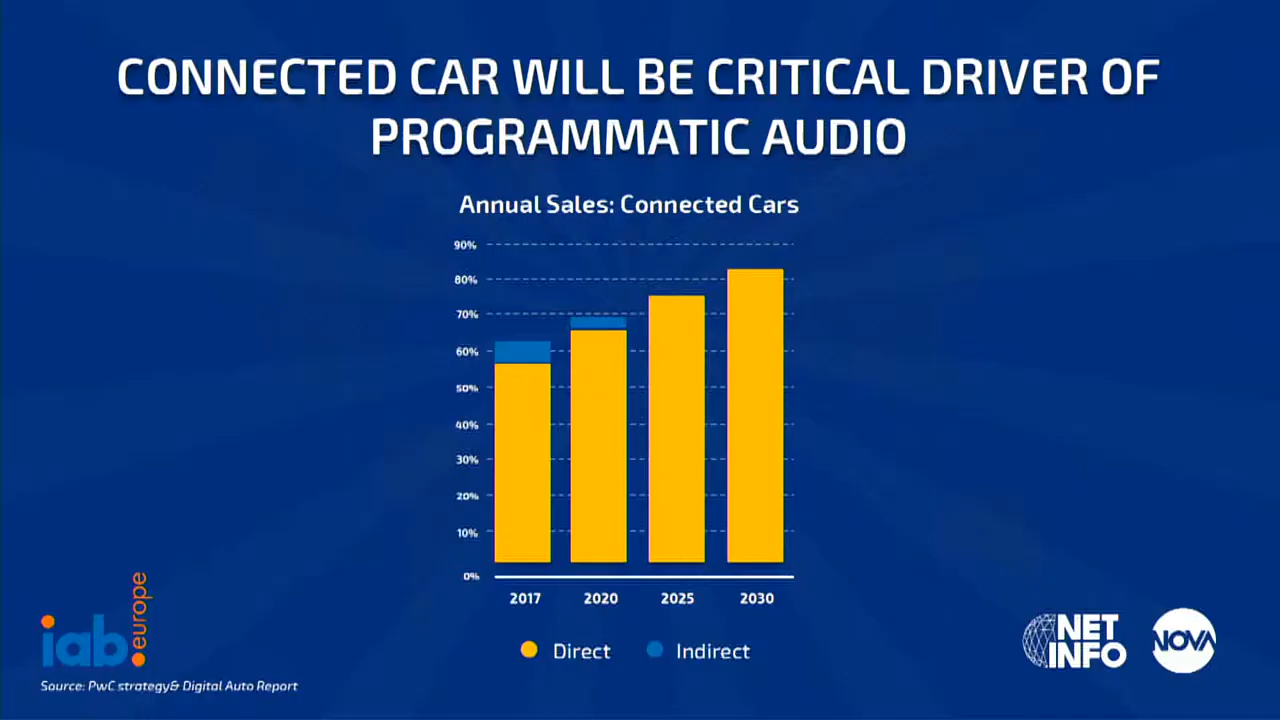 CONNECTED CAR WILL BE CRITICAL DRIVER OF
PROGRAMMATIC AUDIO
Annual Sales: Connected Cars
90%
80%
70%
60%
50%
40%
30%
20%
10%
0%
2017 2020 2025 2030
Direct Indirect
iab.europe
NET
INFO
NOVA
Source: PwC strategy& Digital Auto Report